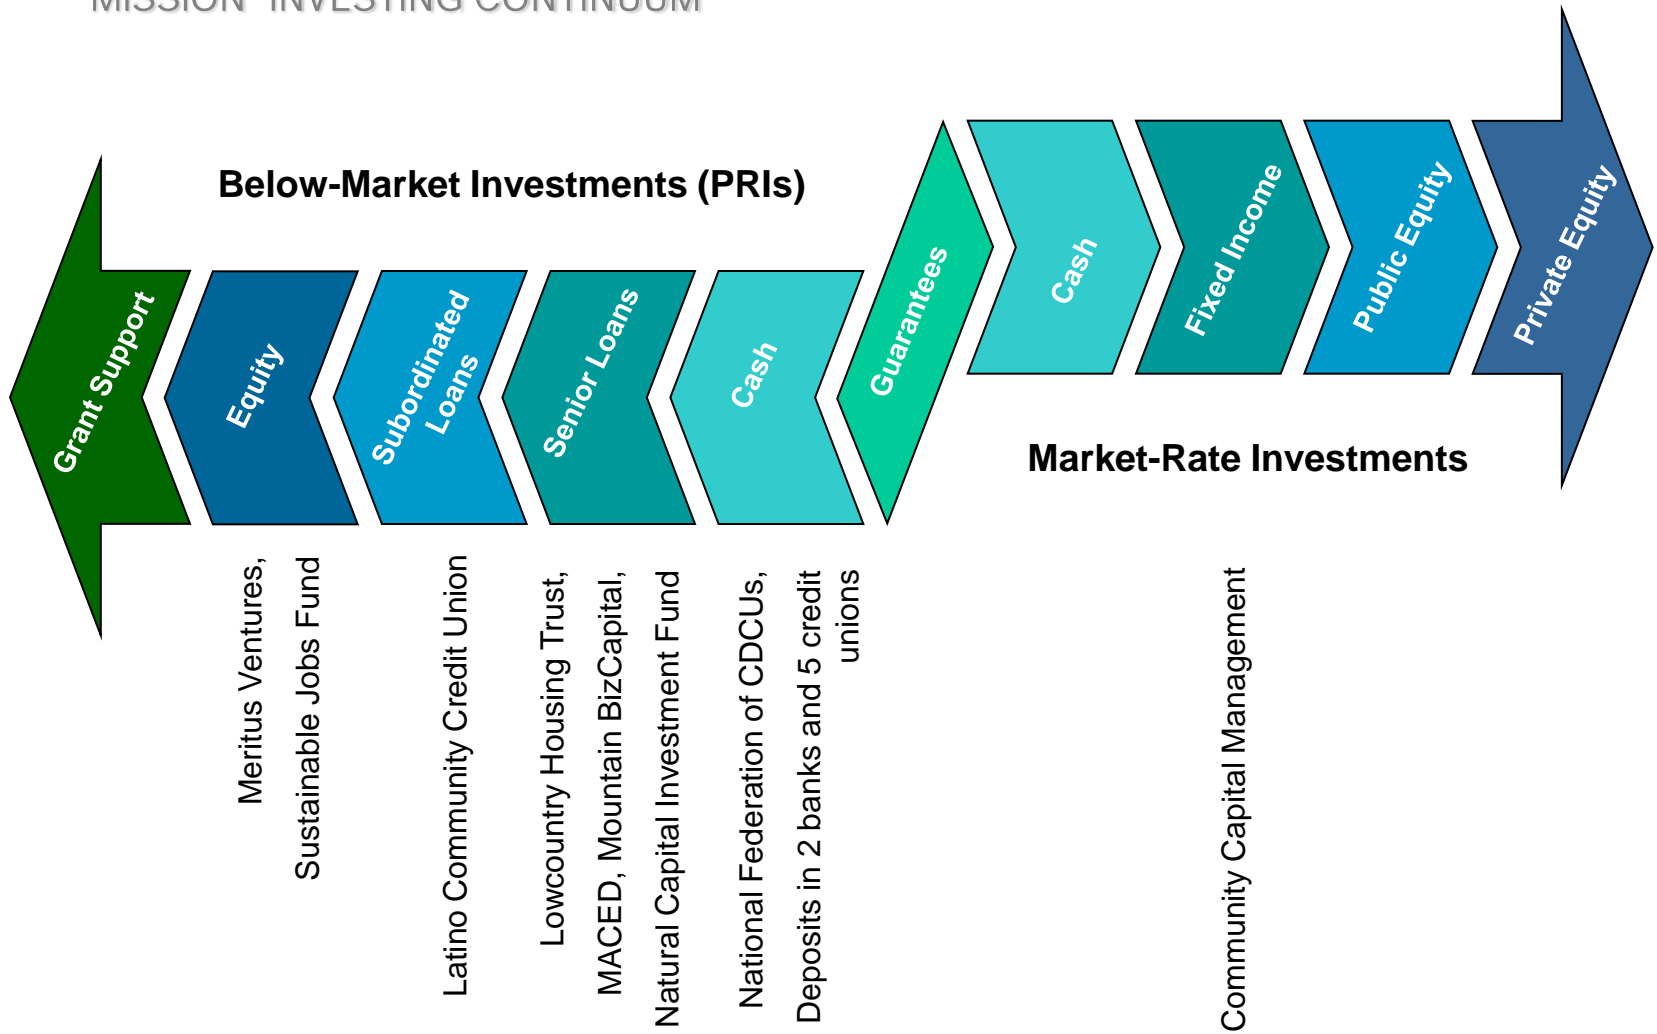 MISSION INVESTING CONTINUUM
Below-Market Investments (PRIs)
Grant Support
Equity
Subordinated
Loans
Senior Loans
Cash
Guarantees
Cash
Fixed Income
Public Equity
Private Equity
Market-Rate Investments
Meritus Ventures,
Sustainable Jobs Fund
Latino Community Credit Union
Lowcountry Housing Trust,
MACED, Mountain BizCapital,
Natural Capital Investment Fund
National Federation of CDCUs,
Deposits in 2 banks and 5 credit
unions
Community Capital Management